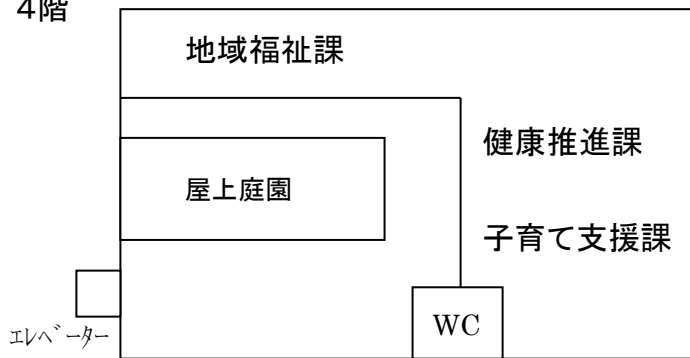 4階
地域福祉課
健康推進課
屋上庭園
子育て支援課
エレベーター
WC